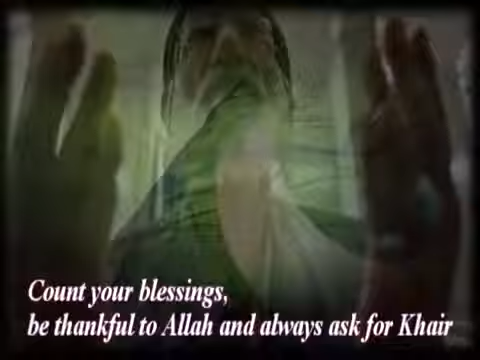 Count your blessings,
be thankful to Allah and always ask for Khair